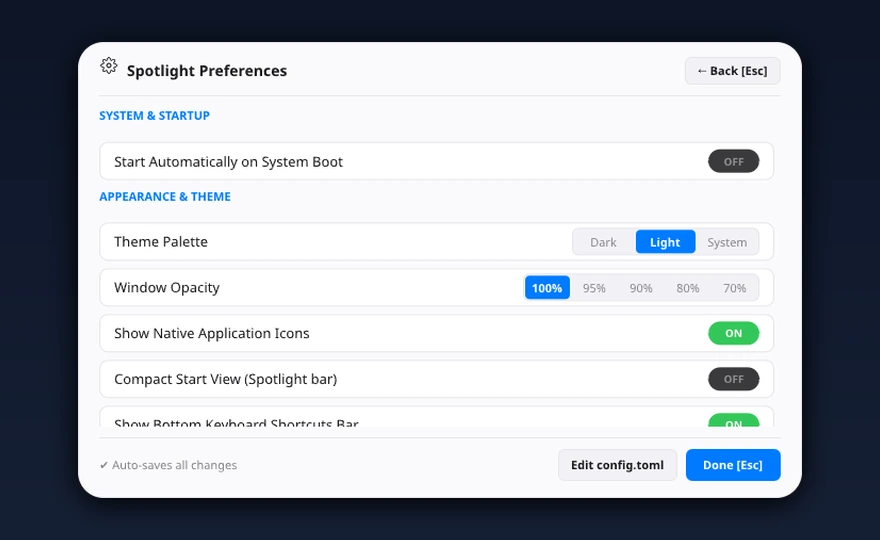 Spotlight Preferences
← Back [Esc]
SYSTEM & STARTUP
Start Automatically on System Boot OFF
APPEARANCE & THEME
Theme Palette Dark Light System
Window Opacity 100% 95% 90% 80% 70%
Show Native Application Icons ON
Compact Start View (Spotlight bar) OFF
Show Bottom Keyboard Shortcuts Bar ON
✔ Auto-saves all changes Edit config.toml Done [Esc]